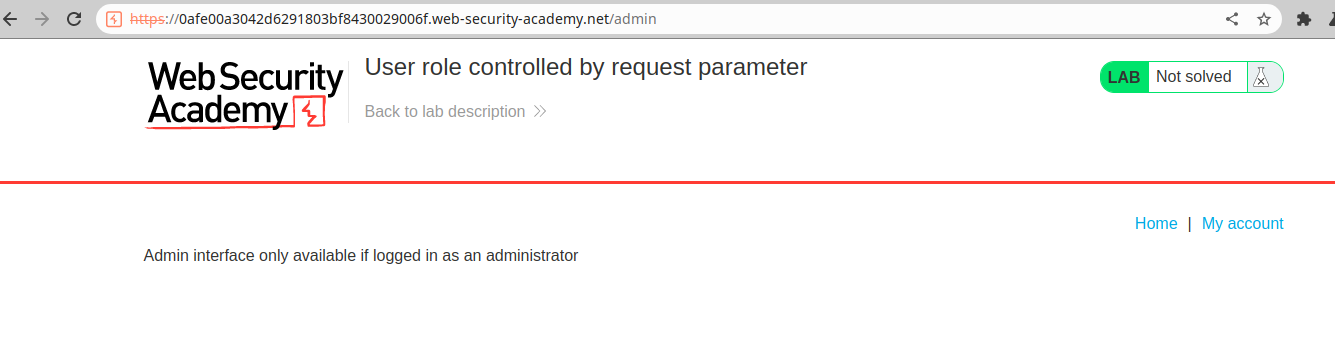 https://0afe00a3042d6291803bf8430029006f.web-security-academy.net/admin
Web Security
Academy
User role controlled by request parameter
Back to lab description
LAB Not solved
Home | My account
Admin interface only available if logged in as an administrator